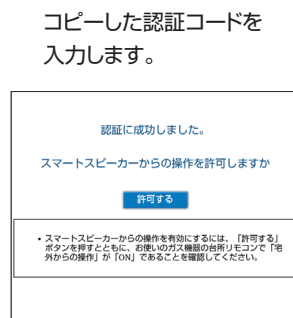 コピーした認証コードを
入力します。
認証に成功しました。
スマートスピーカーからの操作を許可しますか
許可する
・スマートスピーカーからの操作を有効にするには、「許可する」
ボタンを押すとともに、お使いのガス機器の台所リモコンで「宅
外からの操作」が「ON」であることを確認してください。